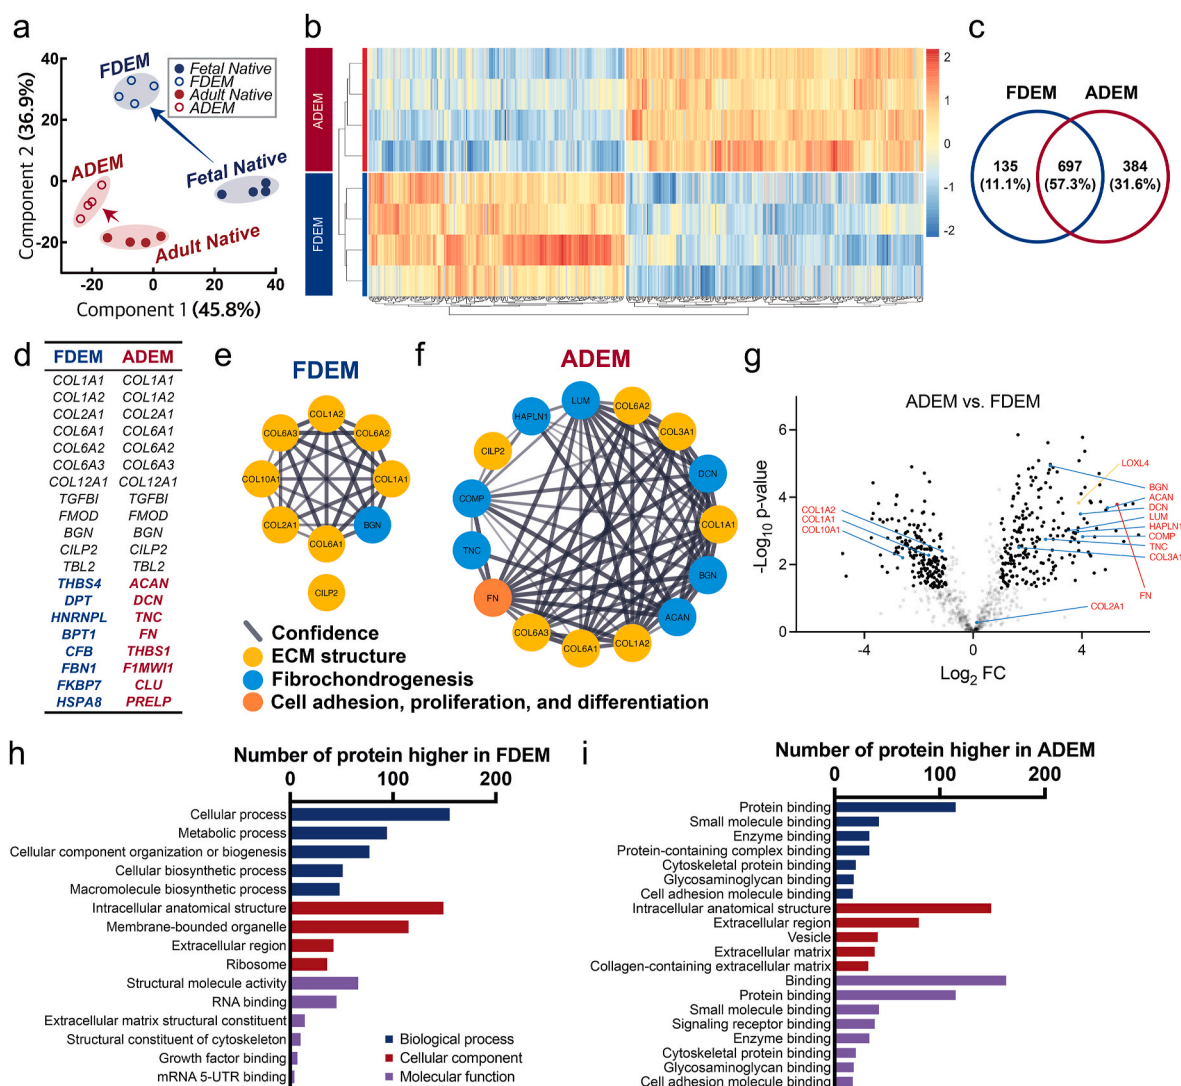 a
FDEM
Fetal Native
FDEM
Adult Native
ADEM
ADEM
Fetal Native
Adult Native
40
20
0
-20
Component 2 (36.9%)
-20
0
20
40
Component 1 (45.8%)
b
ADEM
FDEM
2
1
0
-1
-2
c
FDEM
ADEM
135
(11.1%)
697
(57.3%)
384
(31.6%)
d
FDEM ADEM
COL1A1 COL1A1
COL1A2 COL1A2
COL2A1 COL2A1
COL6A1 COL6A1
COL6A2 COL6A2
COL6A3 COL6A3
COL12A1 COL12A1
TGFBI TGFBI
FMOD FMOD
BGN BGN
CILP2 CILP2
TBL2 TBL2
THBS4 ACAN
DPT DCN
HNRNPL TNC
BPT1 FN
CFB THBS1
FBN1 F1MWI1
FKBP7 CLU
HSPA8 PRELP
e
FDEM
COL1A2
COL6A3
COL6A2
COL10A1
COL1A1
COL2A1
BGN
COL6A1
CILP2
Confidence
ECM structure
Fibrochondrogenesis
Cell adhesion, proliferation, and differentiation
f
ADEM
LUM
HAPLN1
COL6A2
COL3A1
CILP2
DCN
COMP
COL1A1
TNC
BGN
FN
ACAN
COL6A3
COL6A1
COL1A2
g
ADEM vs. FDEM
6
4
2
0
-Log10 p-value
-4
0
4
Log2 FC
COL1A2
COL1A1
COL10A1
LOXL4
BGN
ACAN
DCN
LUM
HAPLN1
COMP
TNC
COL3A1
FN
COL2A1
h
Number of protein higher in FDEM
0 100 200
Cellular process
Metabolic process
Cellular component organization or biogenesis
Cellular biosynthetic process
Macromolecule biosynthetic process
Intracellular anatomical structure
Membrane-bound organelle
Extracellular region
Ribosome
Structural molecule activity
RNA binding
Extracellular matrix structural constituent
Structural constituent of cytoskeleton
Growth factor binding
mRNA 5-UTR binding
Biological process
Cellular component
Molecular function
i
Number of protein higher in ADEM
0 100 200
Protein binding
Small molecule binding
Enzyme binding
Protein-containing complex binding
Cytoskeletal protein binding
Glycosaminoglycan binding
Cell adhesion molecule binding
Intracellular anatomical structure
Extracellular region
Vesicle
Extracellular matrix
Collagen-containing extracellular matrix
Binding
Protein binding
Small molecule binding
Signaling receptor binding
Enzyme binding
Cytoskeletal protein binding
Glycosaminoglycan binding
Cell adhesion molecule binding